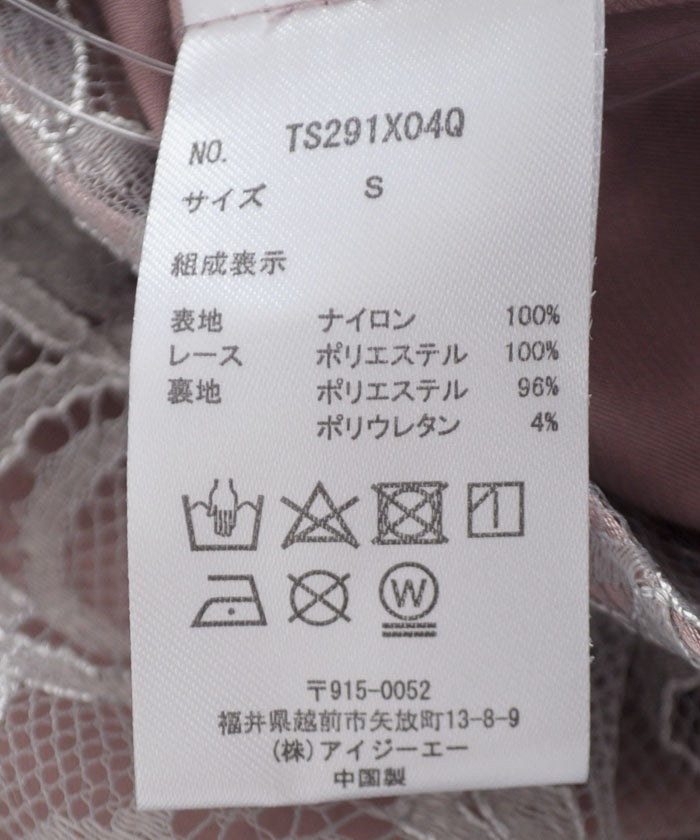 NO. TS291X04Q
サイズ S
組成表示
表地 ナイロン 100%
レース ポリエステル 100%
裏地 ポリエステル 96%
ポリウレタン 4%
W
〒915-0052
福井県越前市矢放町13-8-9
(株)アイジーエー
中国製